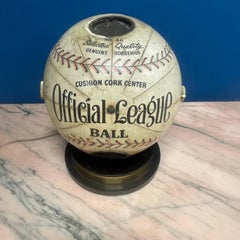 Selected Quality
GENUINE HORSEHIDE
CUSHION CORK CENTER
Official League
BALL